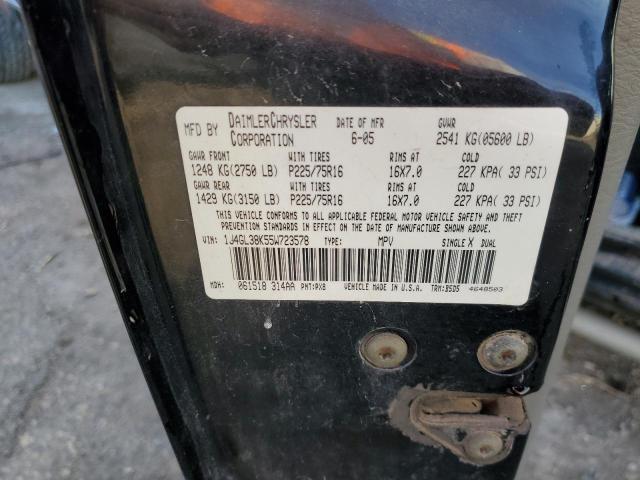 MFD BY DAIMLERCHRYSLER CORPORATION DATE OF MFR 6-05 GVWR 2541 KG(05600 LB)
GAWR FRONT WITH TIRES RIMS AT COLD
1248 KG(2750 LB) P225/75R16 16X7.0 227 KPA( 33 PSI)
GAWR REAR WITH TIRES RIMS AT COLD
1429 KG(3150 LB) P225/75R16 16X7.0 227 KPA( 33 PSI)
THIS VEHICLE CONFORMS TO ALL APPLICABLE FEDERAL MOTOR VEHICLE SAFETY AND THEFT
PREVENTION STANDARDS IN EFFECT ON THE DATE OF MANUFACTURE SHOWN ABOVE.
VIN: 1J4GL38K55W723578 TYPE: MPV SINGLE X DUAL
MDH: 061518 314AA PNT:PX8 VEHICLE MADE IN U.S.A. TRM:B5D5 4648503